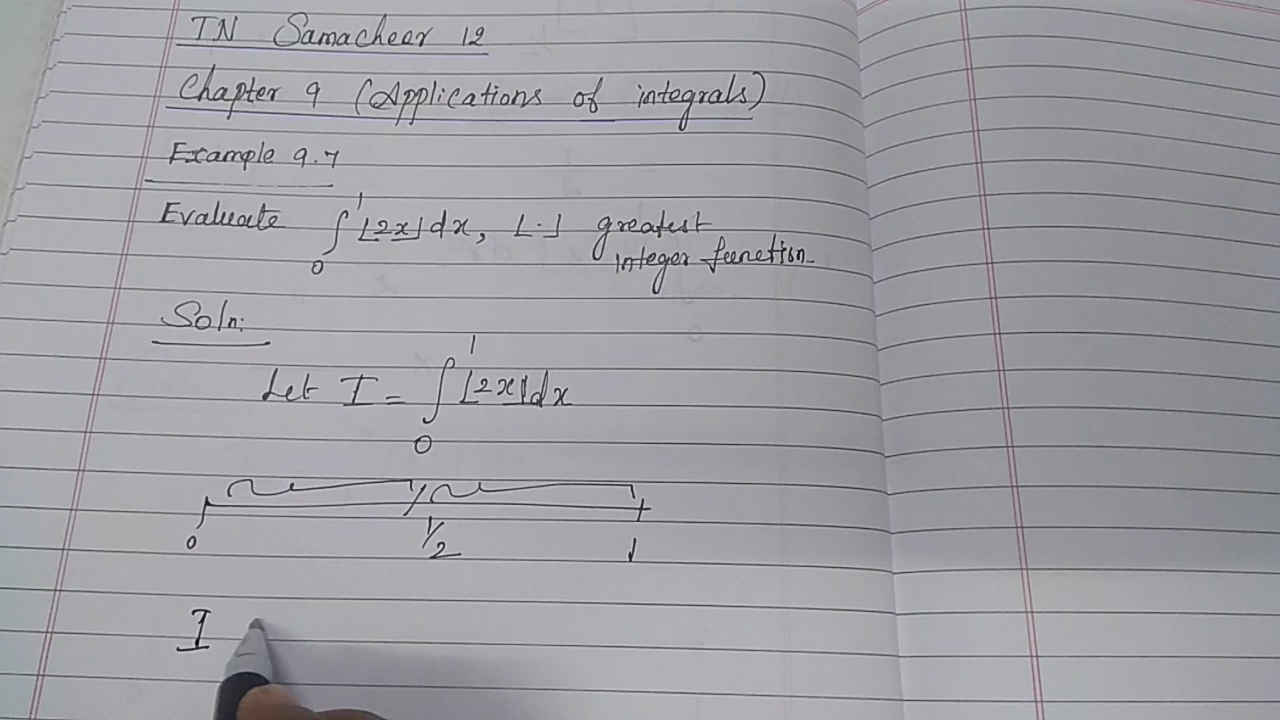 TN Samacheer 12
Chapter 9 (Applications of integrals)
Example 9.7
Evaluate ∫₀¹ ⌊2x⌋ dx, ⌊·⌋ greatest
integer function
Soln:
Let I = ∫₀¹ ⌊2x⌋ dx
0 1/2 1
I